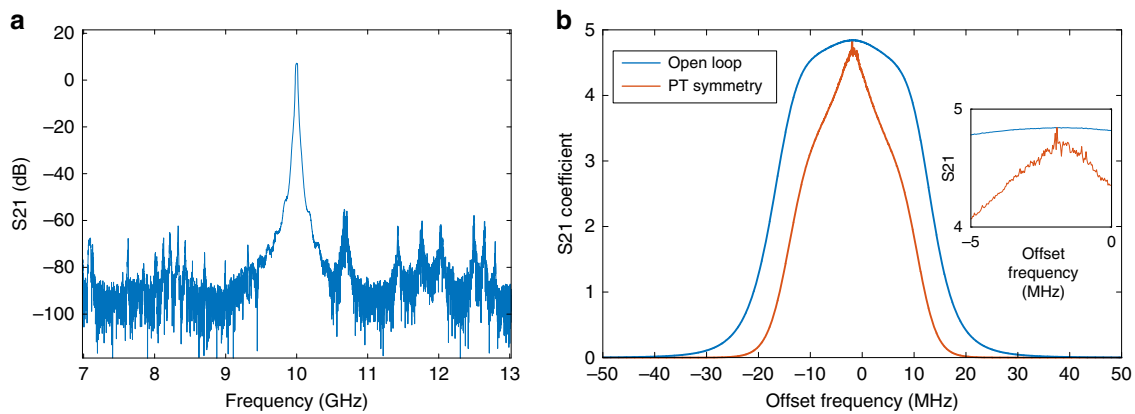 a
20
0
−20
−40
−60
−80
−100
S21 (dB)
7 8 9 10 11 12 13
Frequency (GHz)
b
5
4
3
2
1
0
S21 coefficient
Open loop
PT symmetry
5
4
S21
−5 0
Offset
frequency
(MHz)
−50 −40 −30 −20 −10 0 10 20 30 40 50
Offset frequency (MHz)